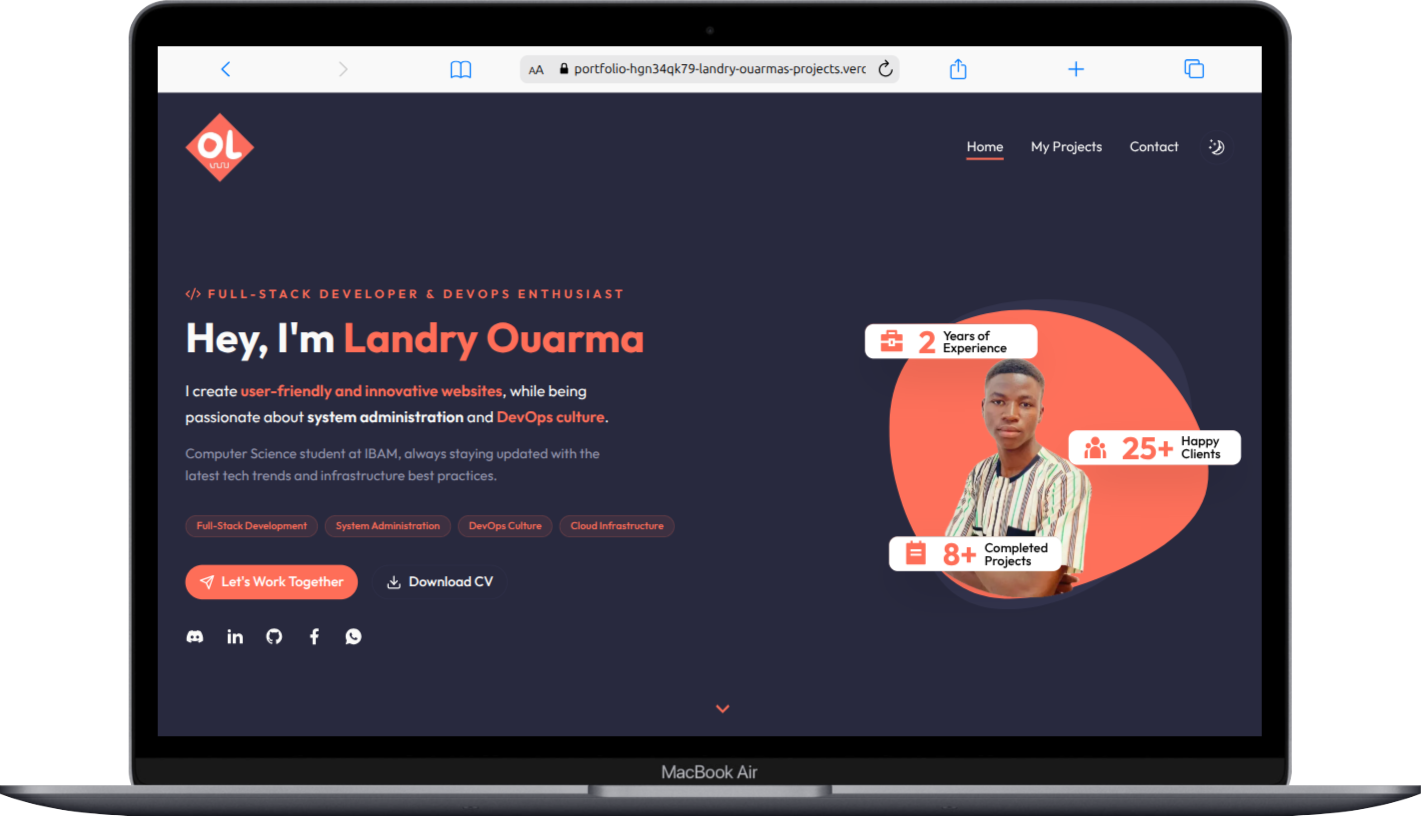 AA portfolio-hgn34qk79-landry-ouarmas-projects.verc
OL
Home My Projects Contact
</> FULL-STACK DEVELOPER & DEVOPS ENTHUSIAST
Hey, I'm Landry Ouarma
I create user-friendly and innovative websites, while being
passionate about system administration and DevOps culture.
Computer Science student at IBAM, always staying updated with the
latest tech trends and infrastructure best practices.
Full-Stack Development System Administration DevOps Culture Cloud Infrastructure
Let's Work Together Download CV
in
2 Years of
Experience
25+ Happy
Clients
8+ Completed
Projects
MacBook Air